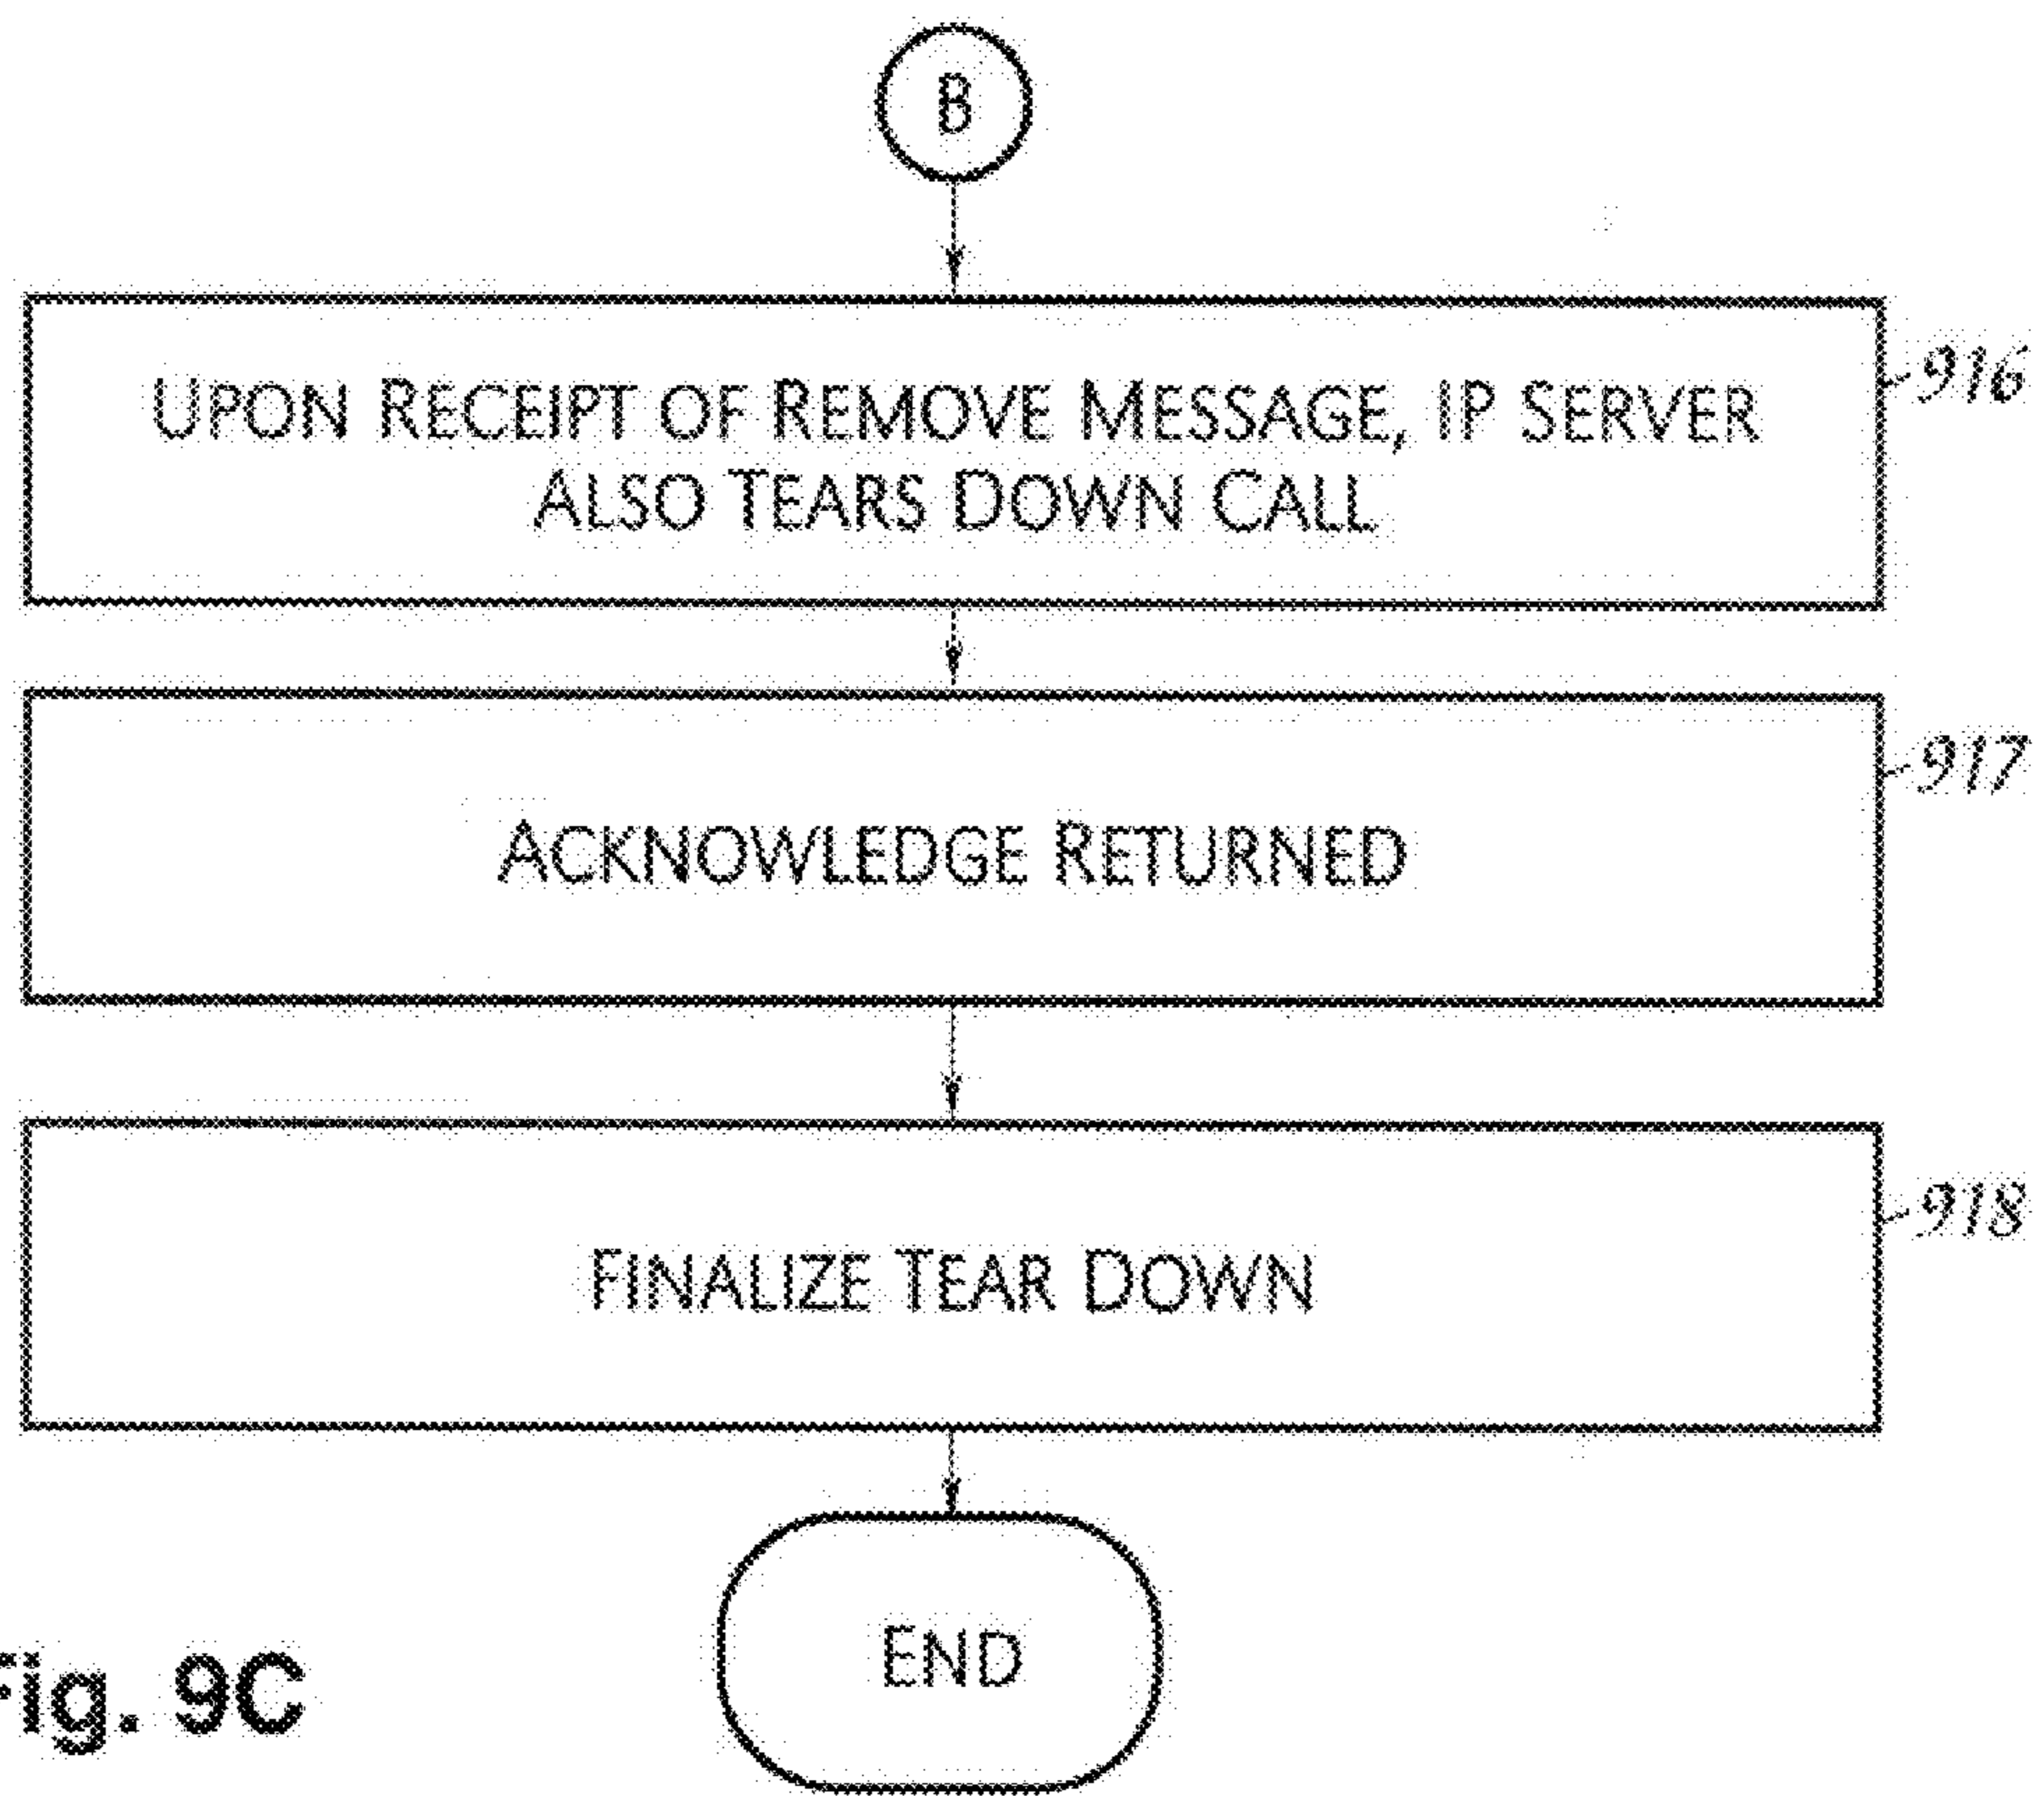 B
UPON RECEIPT OF REMOVE MESSAGE, IP SERVER
ALSO TEARS DOWN CALL
916
ACKNOWLEDGE RETURNED
917
FINALIZE TEAR DOWN
918
END
Fig. 9C